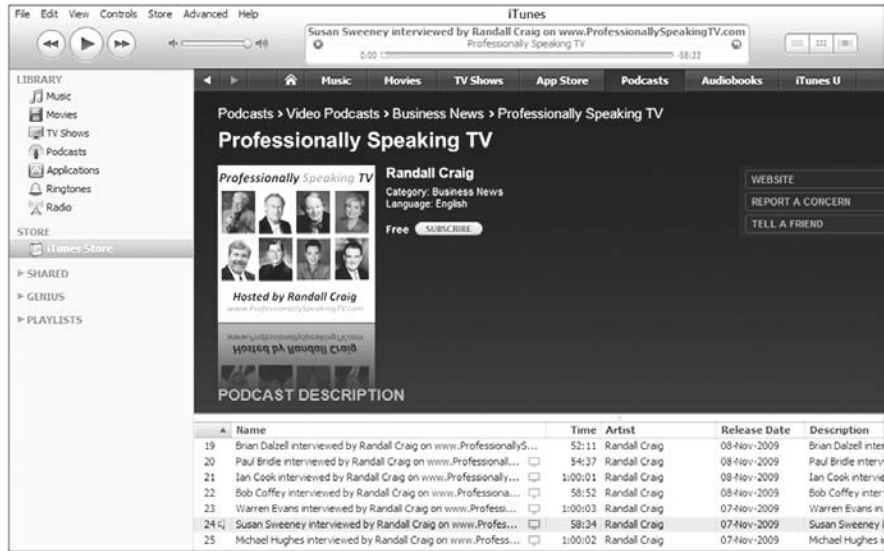 File Edit View Controls Store Advanced Help
iTunes
Susan Sweeney interviewed by Randall Craig on www.ProfessionallySpeakingTV.com
Professionally Speaking TV
0:00
-58:33
LIBRARY
Music
Movies
TV Shows
Podcasts
Applications
Ringtones
Radio
STORE
iTunes Store
SHARED
GENIUS
PLAYLISTS
Music Movies TV Shows App Store Podcasts Audiobooks iTunes U
Podcasts > Video Podcasts > Business News > Professionally Speaking TV
Professionally Speaking TV
Professionally Speaking TV
Hosted by Randall Craig
www.ProfessionallySpeakingTV.com
Randall Craig
Category: Business News
Language: English
Free SUBSCRIBE
WEBSITE
REPORT A CONCERN
TELL A FRIEND
PODCAST DESCRIPTION
Name Time Artist Release Date Description
19 Brian Dalzell interviewed by Randall Craig on www.ProfessionallyS... 52:11 Randall Craig 08-Nov-2009 Brian Dalzell inter
20 Paul Bridle interviewed by Randall Craig on www.Professional... 54:37 Randall Craig 08-Nov-2009 Paul Bridle interv
21 Ian Cook interviewed by Randall Craig on www.Professionally... 1:00:01 Randall Craig 08-Nov-2009 Ian Cook intervie
22 Bob Coffey interviewed by Randall Craig on www.Professiona... 58:52 Randall Craig 08-Nov-2009 Bob Coffey inter
23 Warren Evans interviewed by Randall Craig on www.Professi... 1:00:03 Randall Craig 07-Nov-2009 Warren Evans in
24 Susan Sweeney interviewed by Randall Craig on www.Profes... 58:34 Randall Craig 07-Nov-2009 Susan Sweeney
25 Michael Hughes interviewed by Randall Craig on www.Profes... 1:00:02 Randall Craig 07-Nov-2009 Michael Hughes i